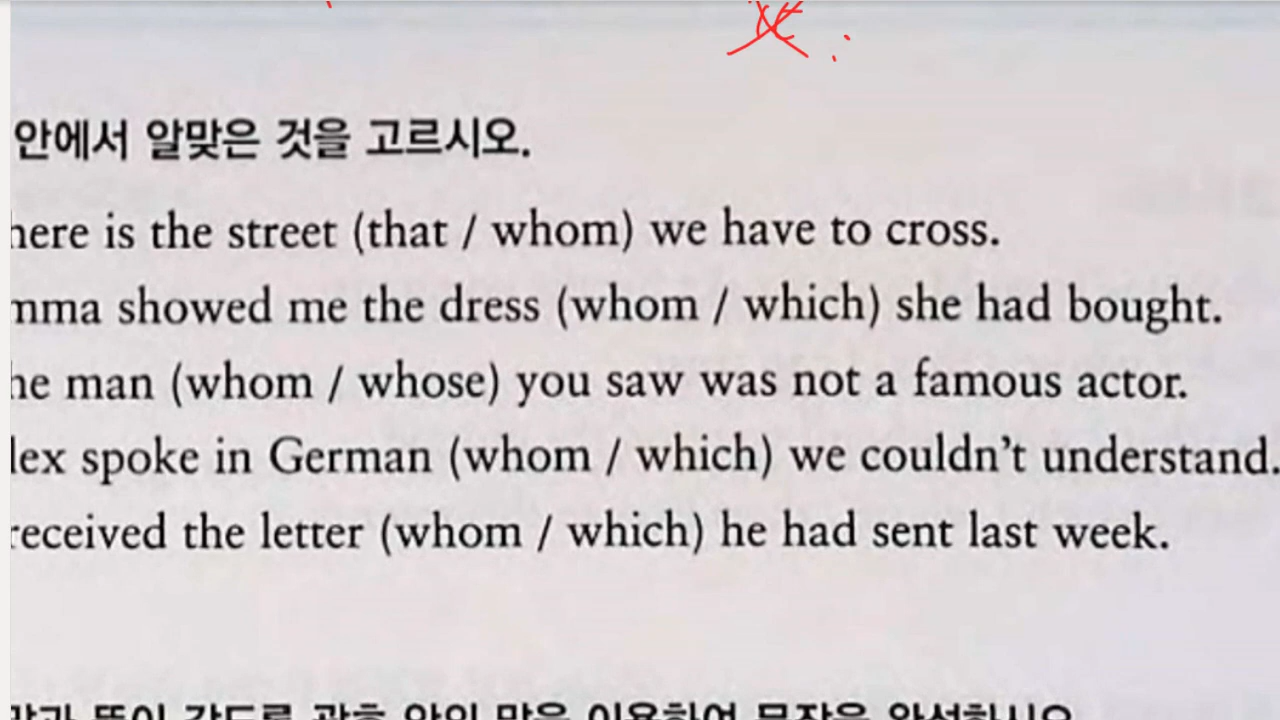 안에서 알맞은 것을 고르시오.
here is the street (that / whom) we have to cross.
mma showed me the dress (whom / which) she had bought.
he man (whom / whose) you saw was not a famous actor.
lex spoke in German (whom / which) we couldn't understand.
received the letter (whom / which) he had sent last week.